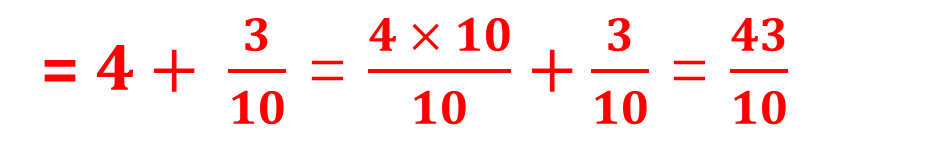 = 4 + 3/10 = 4 × 10/10 + 3/10 = 43/10